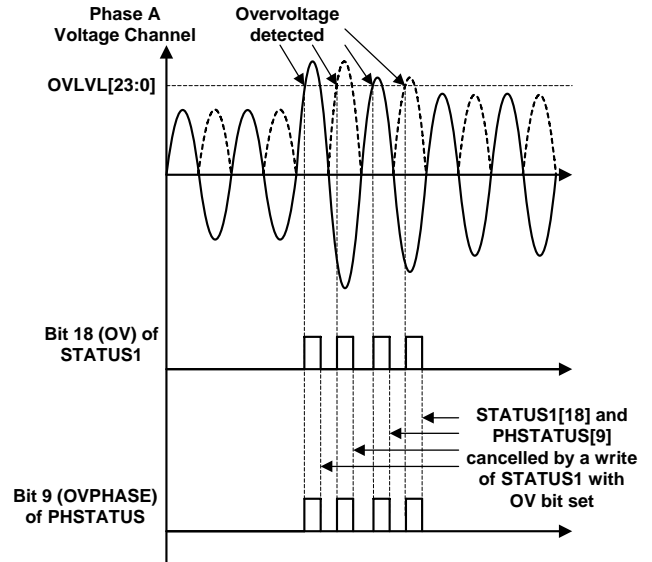 Phase A
Voltage Channel
Overvoltage
detected
OVLVL[23:0]
Bit 18 (OV) of
STATUS1
STATUS1[18] and
PHSTATUS[9]
cancelled by a write
of STATUS1 with
OV bit set
Bit 9 (OVPHASE)
of PHSTATUS